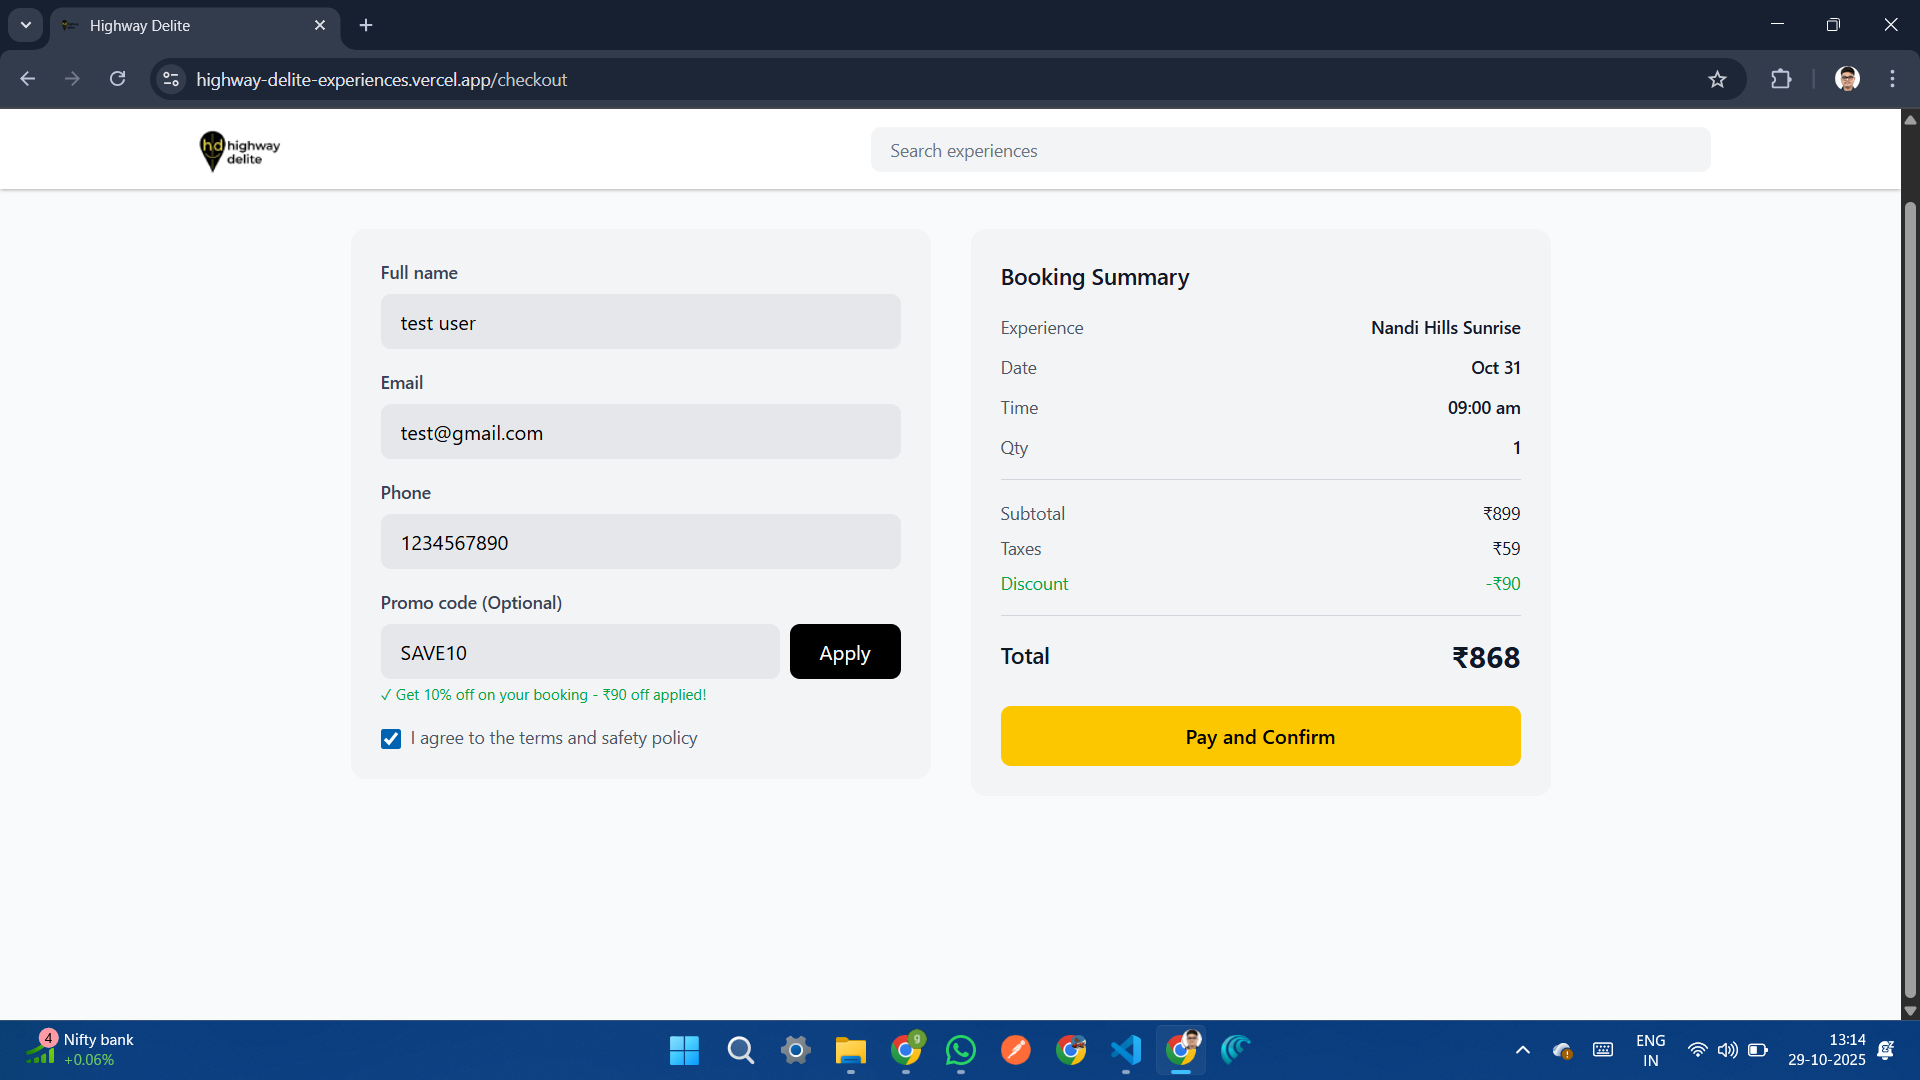 Highway Delite
highway-delite-experiences.vercel.app/checkout
hd highway
delite
Search experiences
Full name
test user
Email
test@gmail.com
Phone
1234567890
Promo code (Optional)
SAVE10
Apply
✓ Get 10% off on your booking - ₹90 off applied!
I agree to the terms and safety policy
Booking Summary
Experience Nandi Hills Sunrise
Date Oct 31
Time 09:00 am
Qty 1
Subtotal ₹899
Taxes ₹59
Discount -₹90
Total ₹868
Pay and Confirm
4 Nifty bank
+0.06%
g
ENG
IN
13:14
29-10-2025